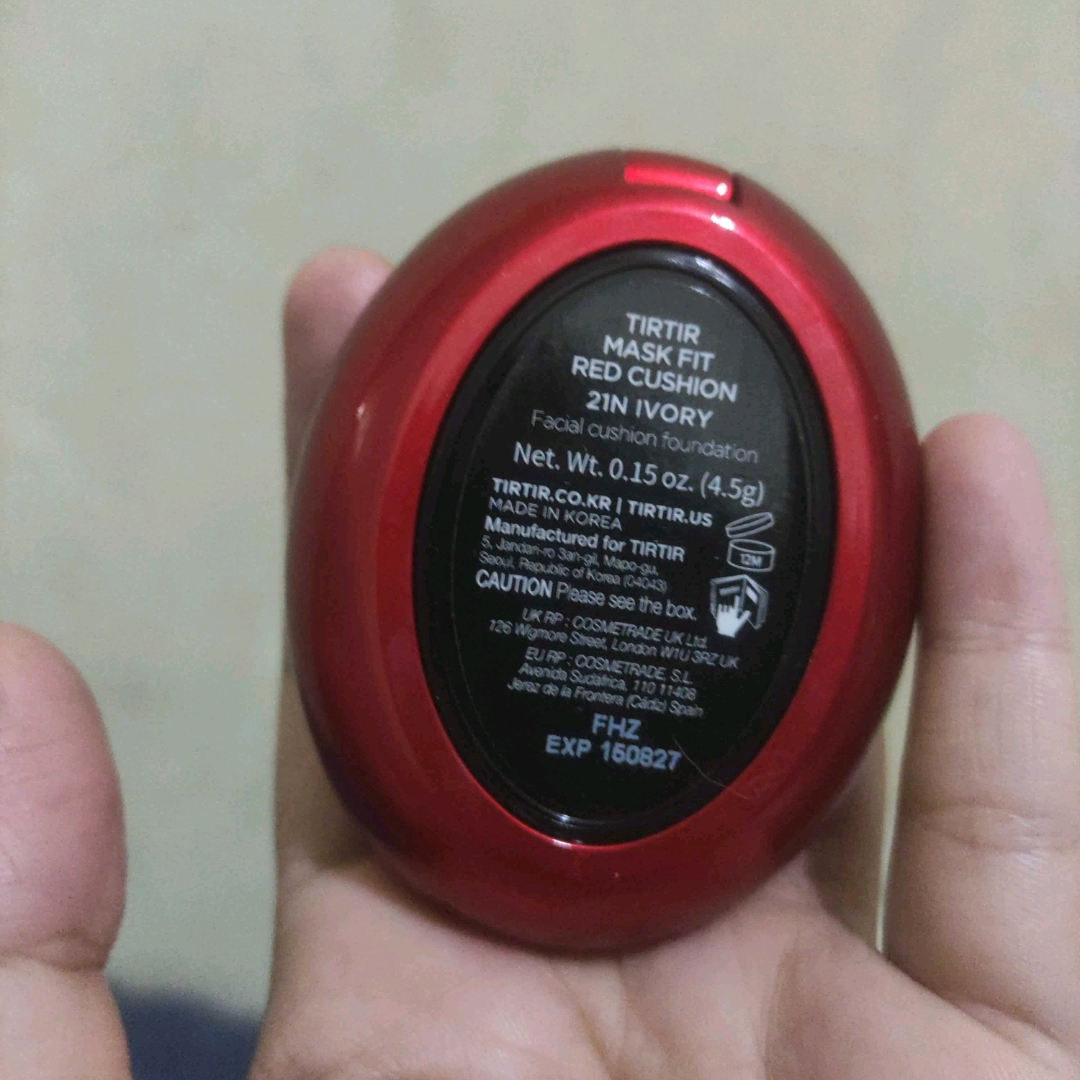 TIRTIR
MASK FIT
RED CUSHION
21N IVORY
Facial cushion foundation
Net. Wt. 0.15 oz. (4.5g)
TIRTIR.CO.KR | TIRTIR.US
MADE IN KOREA
Manufactured for TIRTIR
5, Jandari-ro 3an-gil, Mapo-gu,
Seoul, Republic of Korea (04043)
CAUTION Please see the box.
12M
UK RP : COSMETRADE UK Ltd.
126 Wigmore Street, London W1U 3RZ UK
EU RP : COSMETRADE, S.L.
Avenida Sudáfrica, 110 11408
Jerez de la Frontera (Cádiz) Spain
FHZ
EXP 150827